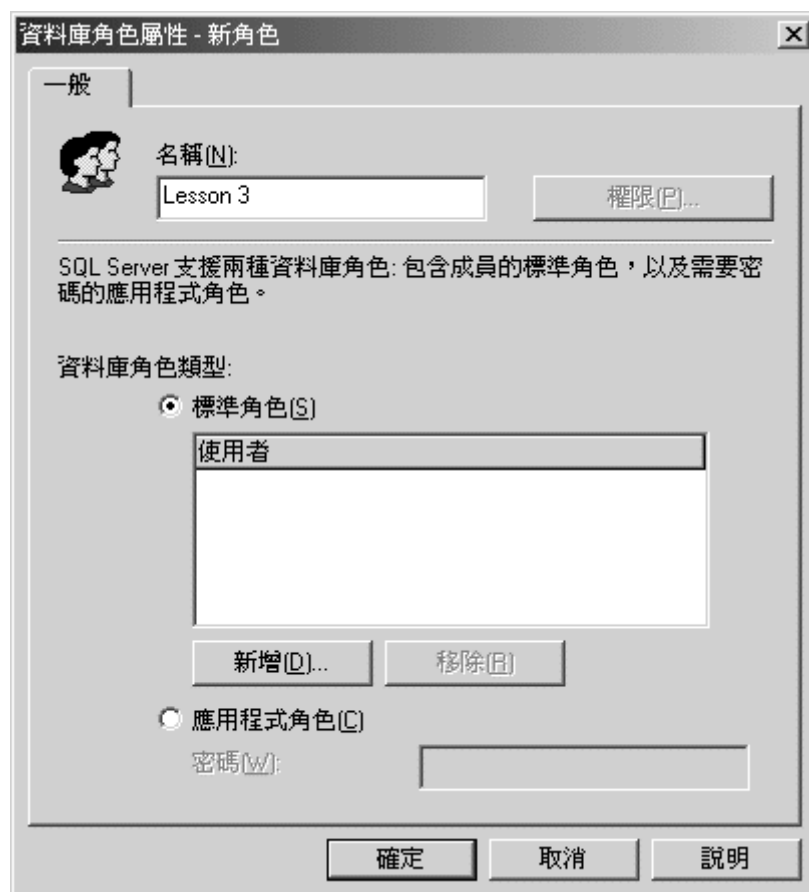 資料庫角色屬性 - 新角色
一般
名稱(N):
Lesson 3
權限(P)...
SQL Server 支援兩種資料庫角色: 包含成員的標準角色，以及需要密
碼的應用程式角色。
資料庫角色類型:
標準角色(S)
使用者
新增(D)...
移除(R)
應用程式角色(C)
密碼(W):
確定
取消
說明